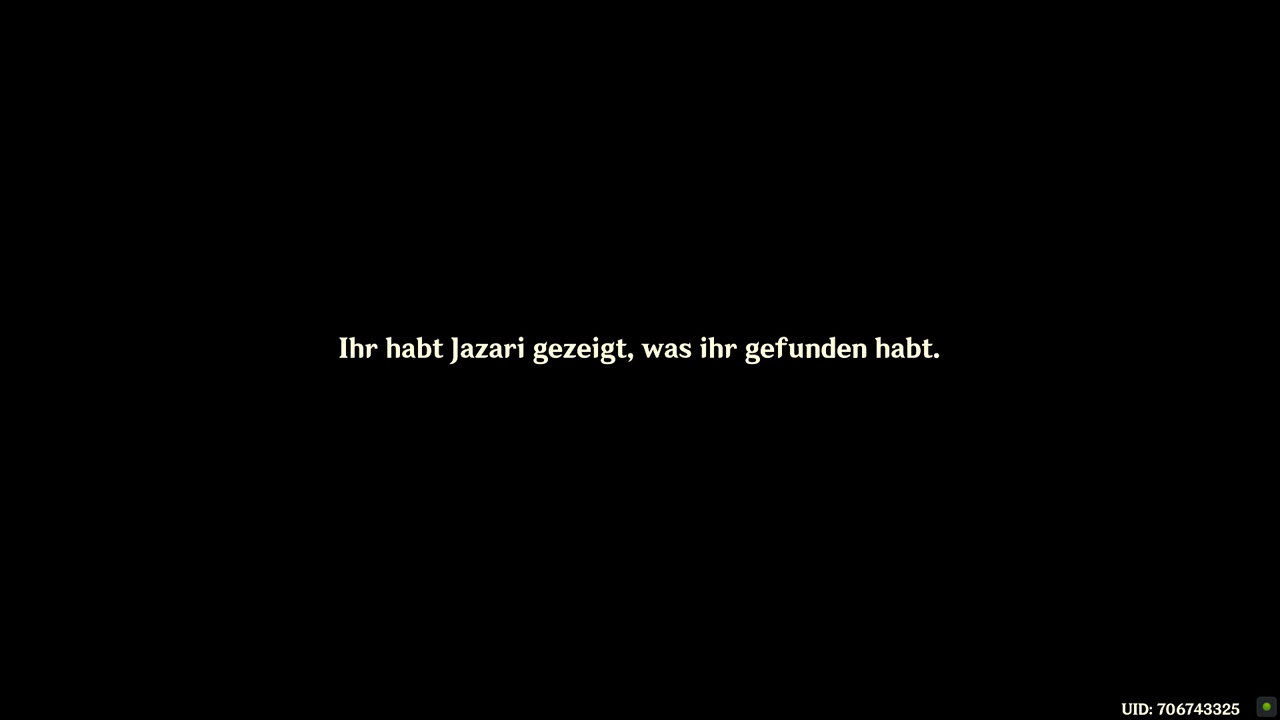 Ihr habt Jazari gezeigt, was ihr gefunden habt.
UID: 706743325